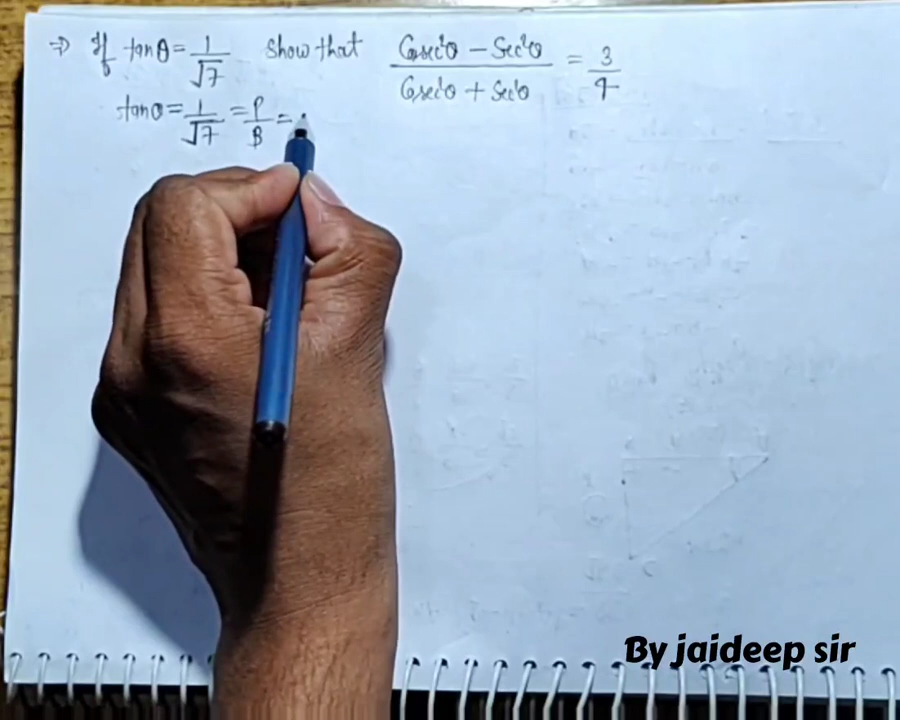 ⇒ If tanθ = 1/√7 show that (Cosec²θ − Sec²θ)/(Cosec²θ + Sec²θ) = 3/4
tanθ = 1/√7 = P/B =
By jaideep sir